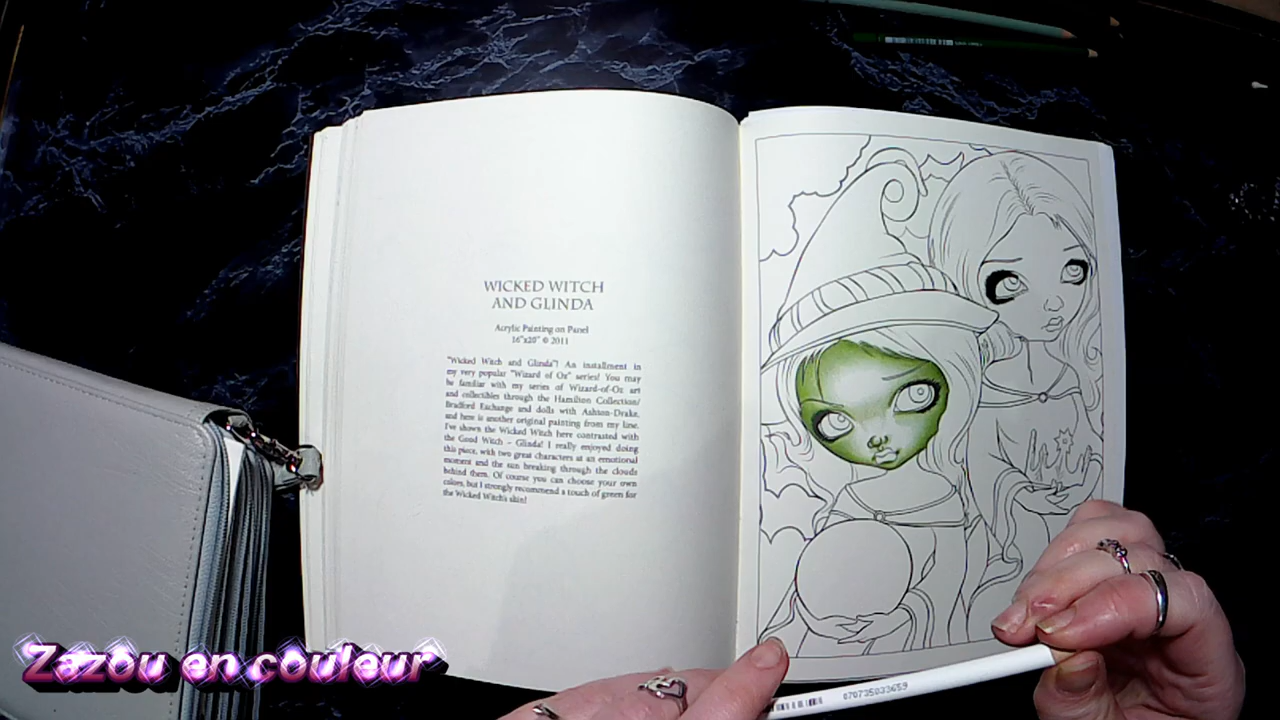 WICKED WITCH
AND GLINDA
Acrylic Painting on Panel
16"x20" © 2011
"Wicked Witch and Glinda"! An installment in
my very popular "Wizard of Oz" series! You may
be familiar with my series of Wizard-of-Oz art
and collectibles through the Hamilton Collection/
Bradford Exchange and dolls with Ashton-Drake,
and here is another original painting from my line.
I've shown the Wicked Witch here contrasted with
the Good Witch – Glinda! I really enjoyed doing
this piece, with two great characters at an emotional
moment and the sun breaking through the clouds
behind them. Of course you can choose your own
colors, but I strongly recommend a touch of green for
the Wicked Witch's skin!
070735033659
Zazou en couleur